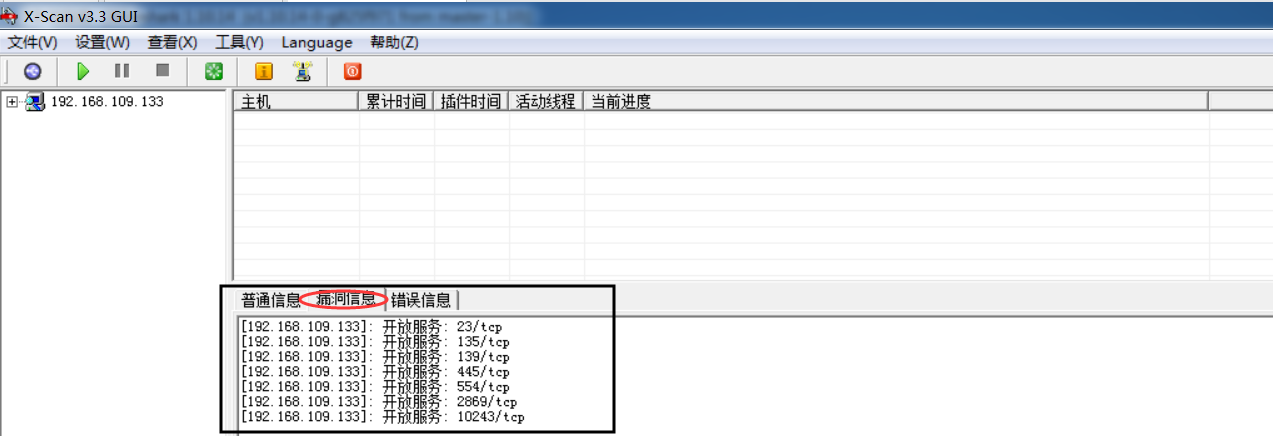 X-Scan v3.3 GUI
文件(V) 设置(W) 查看(X) 工具(Y) Language 帮助(Z)
192.168.109.133
主机 累计时间 插件时间 活动线程 当前进度
普通信息 漏洞信息 错误信息
[192.168.109.133]: 开放服务: 23/tcp
[192.168.109.133]: 开放服务: 135/tcp
[192.168.109.133]: 开放服务: 139/tcp
[192.168.109.133]: 开放服务: 445/tcp
[192.168.109.133]: 开放服务: 554/tcp
[192.168.109.133]: 开放服务: 2869/tcp
[192.168.109.133]: 开放服务: 10243/tcp